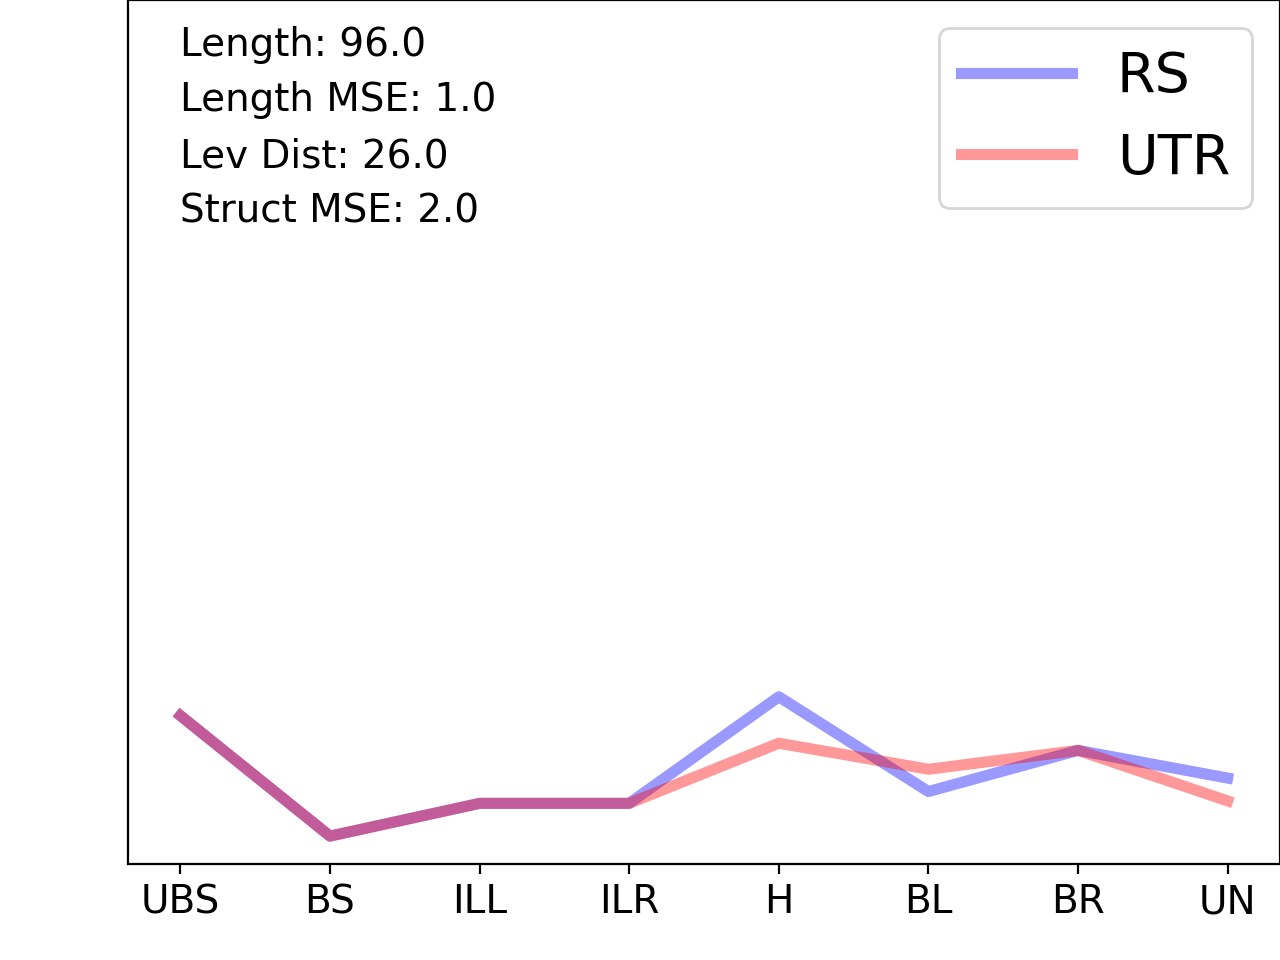 Length: 96.0
Length MSE: 1.0
Lev Dist: 26.0
Struct MSE: 2.0
RS
UTR
UBS BS ILL ILR H BL BR UN